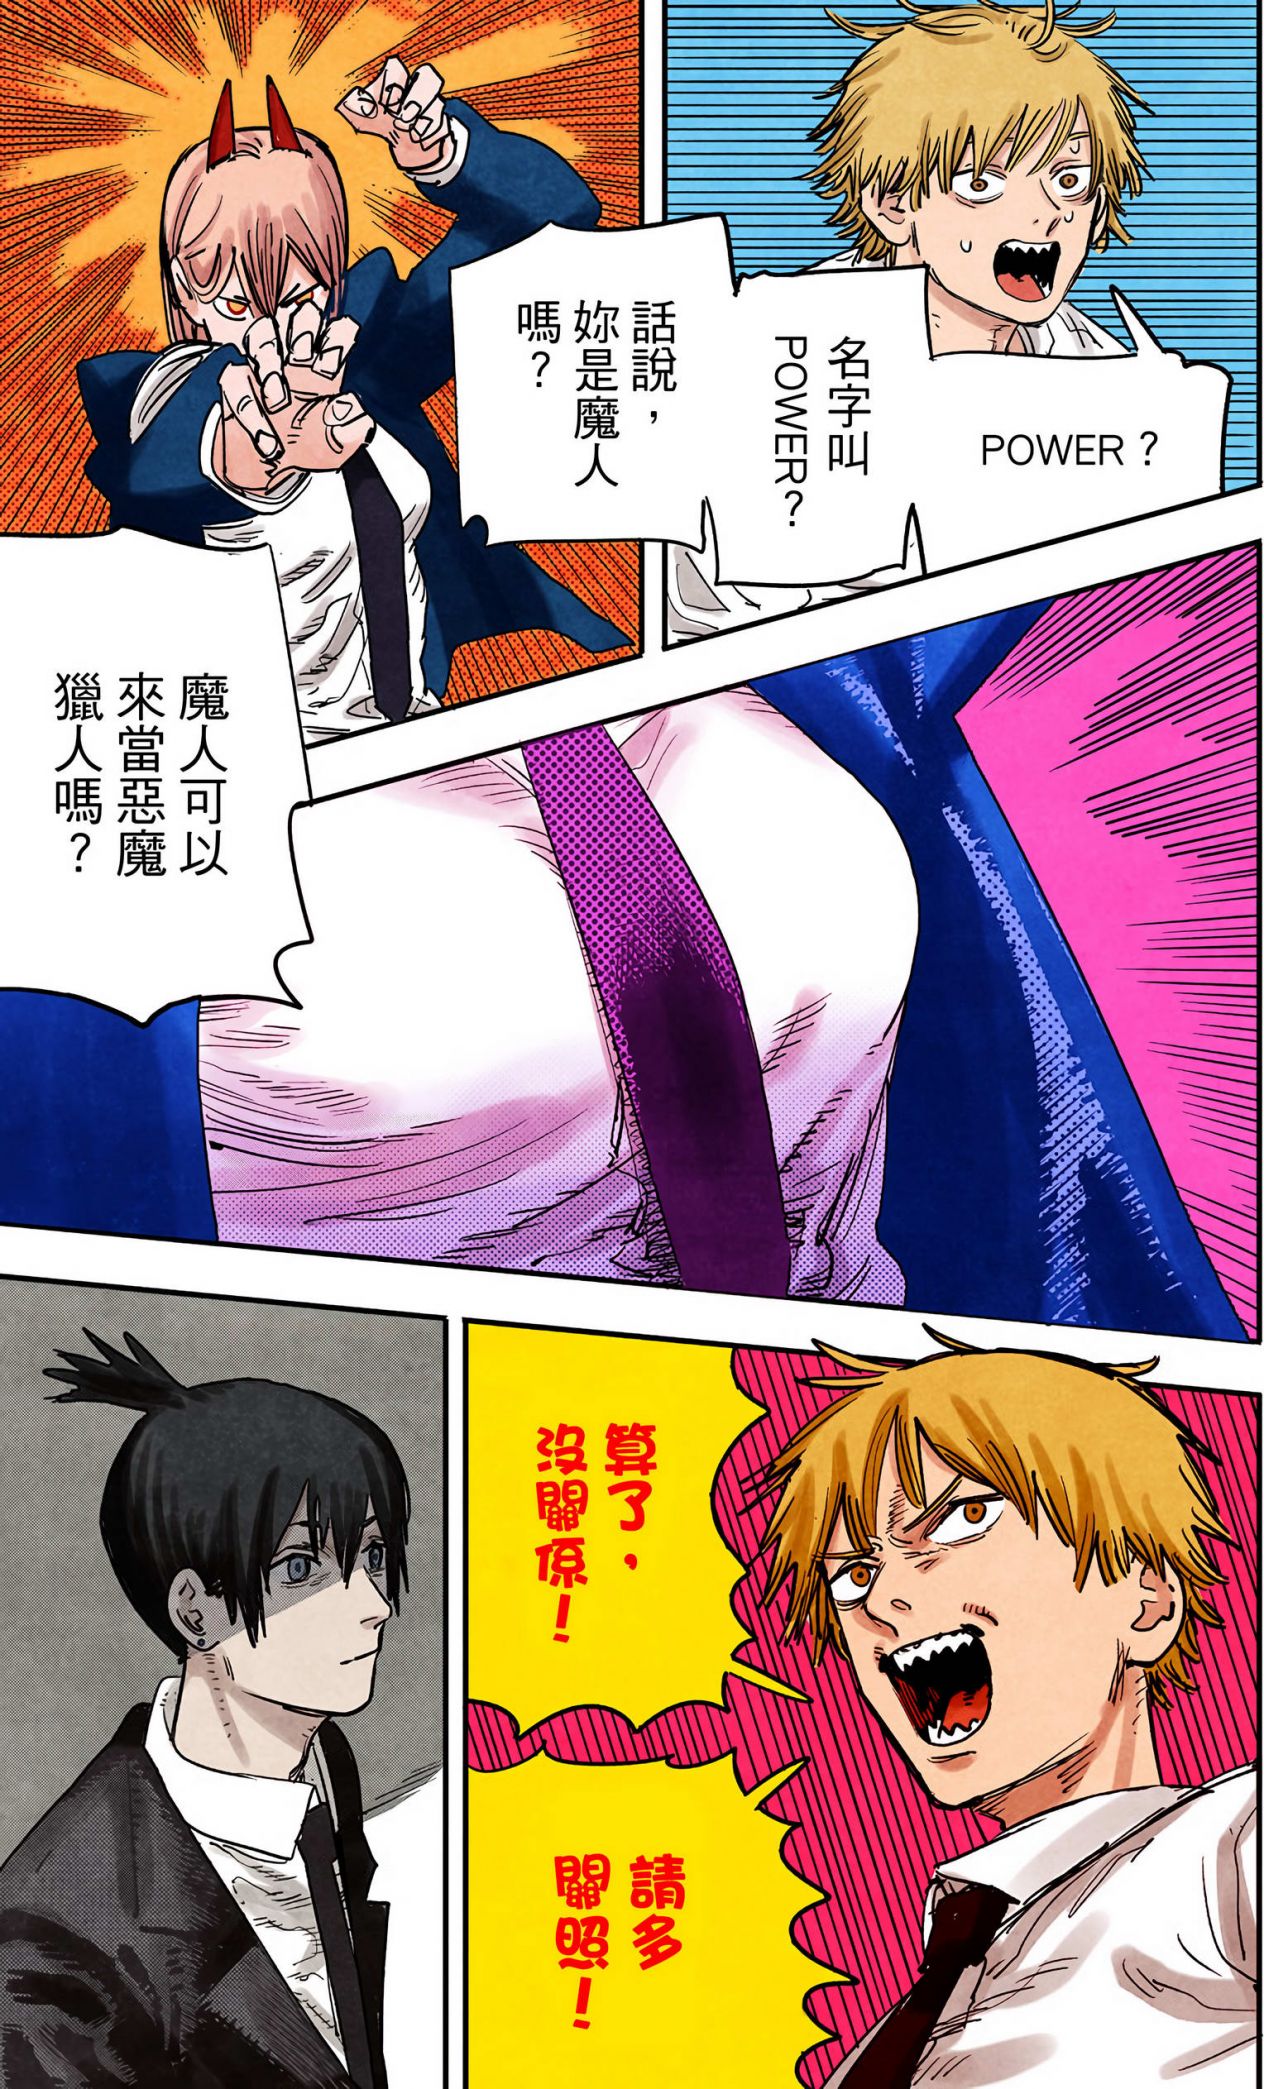 POWER？
名字叫
POWER？
話說，
妳是魔人
嗎？
魔人可以
來當惡魔
獵人嗎？
算了，
沒關係！
請多
關照！